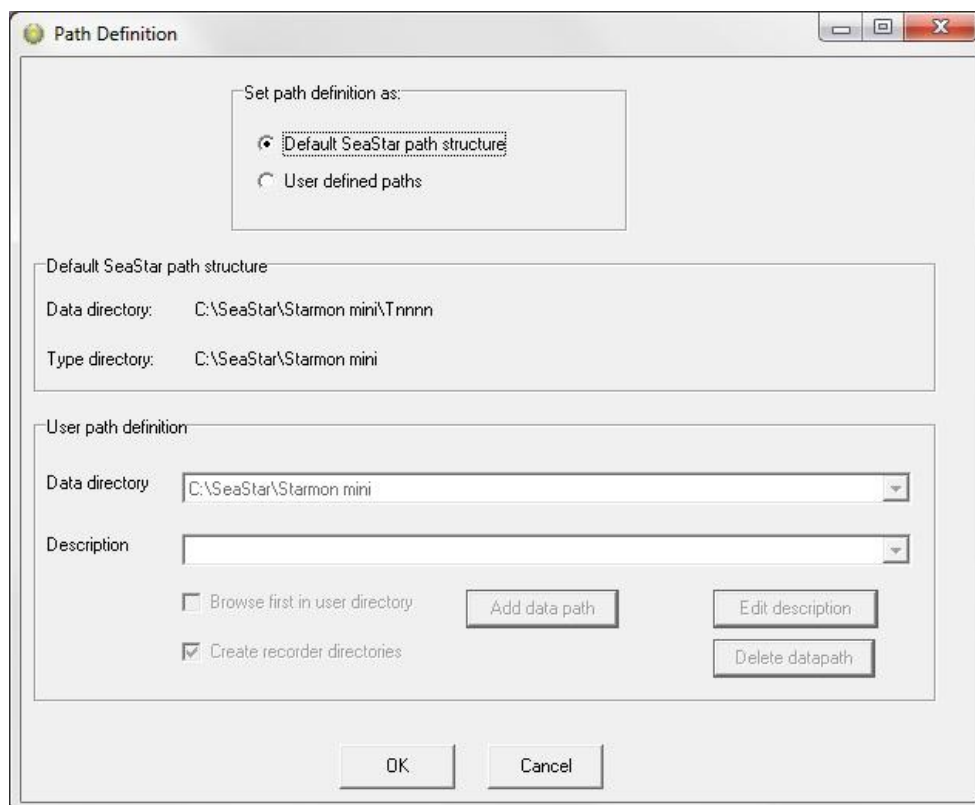 Path Definition
Set path definition as:
Default SeaStar path structure
User defined paths
Default SeaStar path structure
Data directory: C:\SeaStar\Starmon mini\Tnnnn
Type directory: C:\SeaStar\Starmon mini
User path definition
Data directory C:\SeaStar\Starmon mini
Description
Browse first in user directory Add data path Edit description
Create recorder directories Delete datapath
OK Cancel